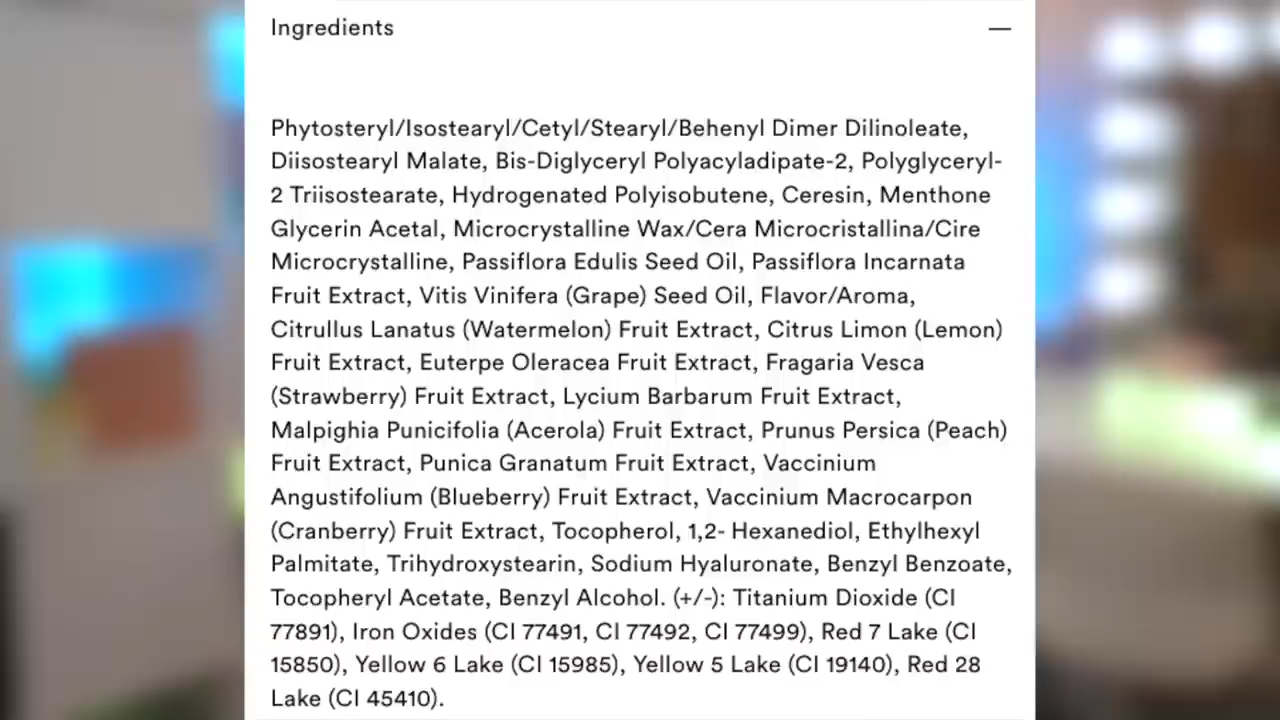 Ingredients
Phytosteryl/Isostearyl/Cetyl/Stearyl/Behenyl Dimer Dilinoleate,
Diisostearyl Malate, Bis-Diglyceryl Polyacyladipate-2, Polyglyceryl-
2 Triisostearate, Hydrogenated Polyisobutene, Ceresin, Menthone
Glycerin Acetal, Microcrystalline Wax/Cera Microcristallina/Cire
Microcrystalline, Passiflora Edulis Seed Oil, Passiflora Incarnata
Fruit Extract, Vitis Vinifera (Grape) Seed Oil, Flavor/Aroma,
Citrullus Lanatus (Watermelon) Fruit Extract, Citrus Limon (Lemon)
Fruit Extract, Euterpe Oleracea Fruit Extract, Fragaria Vesca
(Strawberry) Fruit Extract, Lycium Barbarum Fruit Extract,
Malpighia Punicifolia (Acerola) Fruit Extract, Prunus Persica (Peach)
Fruit Extract, Punica Granatum Fruit Extract, Vaccinium
Angustifolium (Blueberry) Fruit Extract, Vaccinium Macrocarpon
(Cranberry) Fruit Extract, Tocopherol, 1,2- Hexanediol, Ethylhexyl
Palmitate, Trihydroxystearin, Sodium Hyaluronate, Benzyl Benzoate,
Tocopheryl Acetate, Benzyl Alcohol. (+/-): Titanium Dioxide (CI
77891), Iron Oxides (CI 77491, CI 77492, CI 77499), Red 7 Lake (CI
15850), Yellow 6 Lake (CI 15985), Yellow 5 Lake (CI 19140), Red 28
Lake (CI 45410).